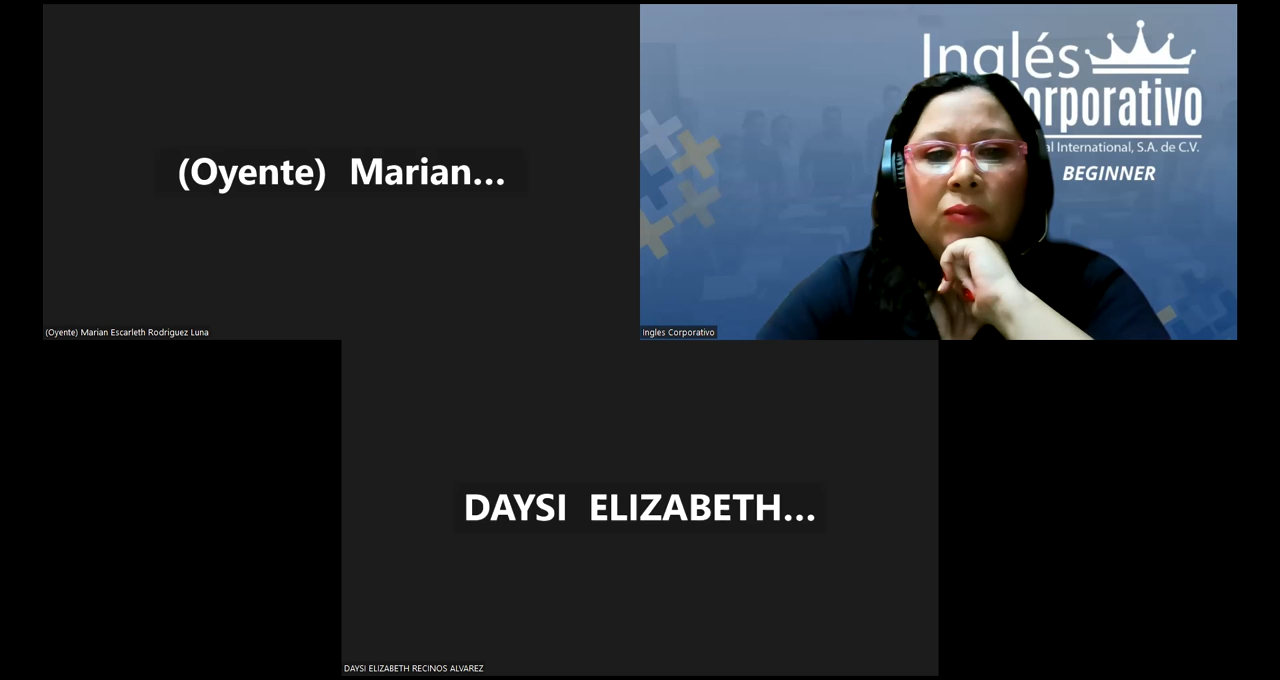 (Oyente) Marian...
(Oyente) Marian Escarleth Rodriguez Luna
Inglés
orporativo
al International, S.A. de C.V.
BEGINNER
Ingles Corporativo
DAYSI ELIZABETH...
DAYSI ELIZABETH RECINOS ALVAREZ